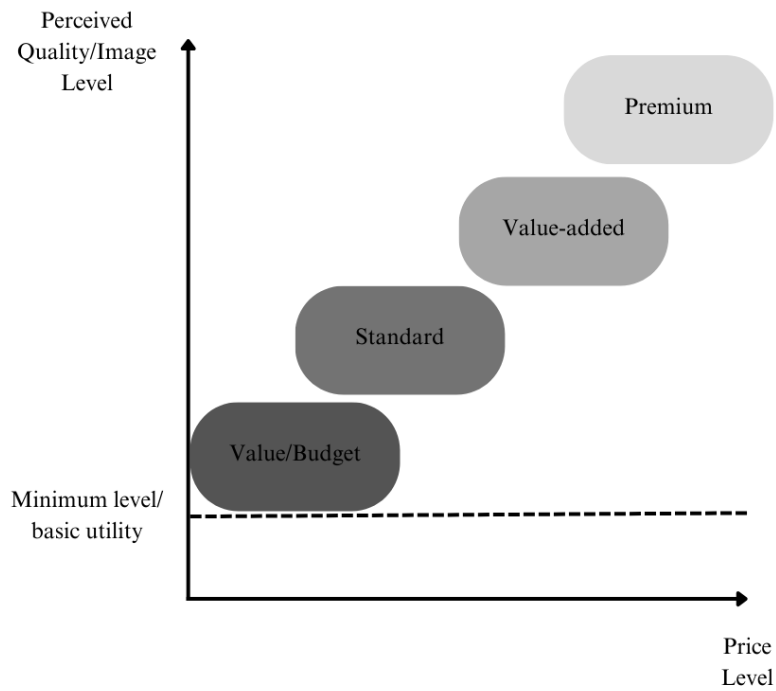 Perceived
Quality/Image
Level
Premium
Value-added
Standard
Value/Budget
Minimum level/
basic utility
Price
Level